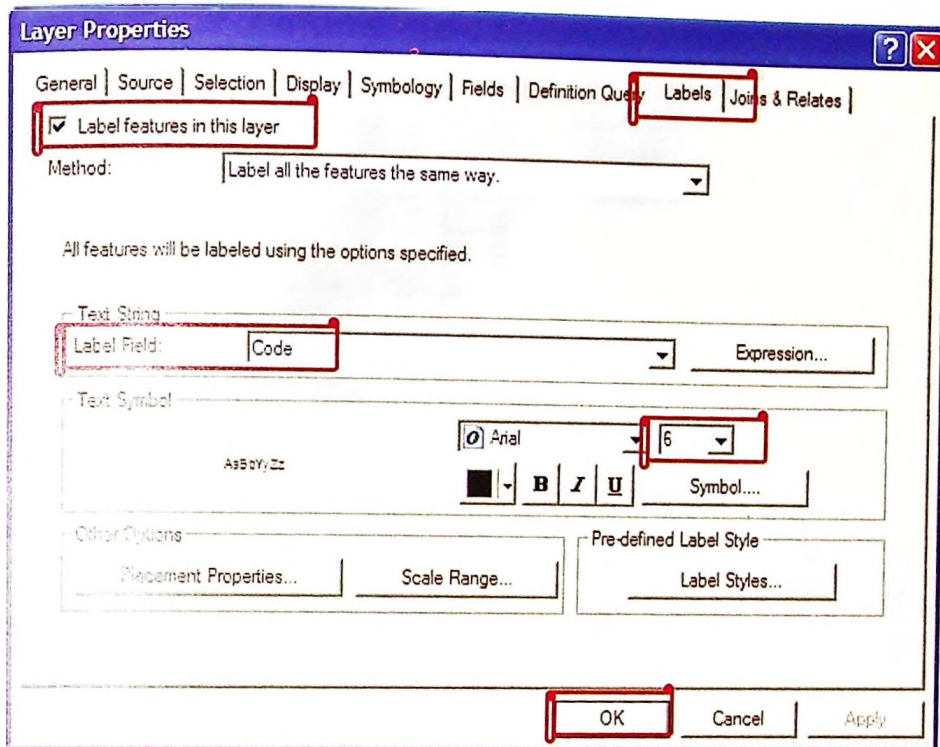 Layer Properties
General Source Selection Display Symbology Fields Definition Query Labels Joins & Relates
Label features in this layer
Method: Label all the features the same way.
All features will be labeled using the options specified.
Text String
Label Field: Code Expression...
Text Symbol
AaBbYyZz
Arial 6
B I U Symbol....
Other Options Pre-defined Label Style
Placement Properties... Scale Range... Label Styles...
OK Cancel Apply